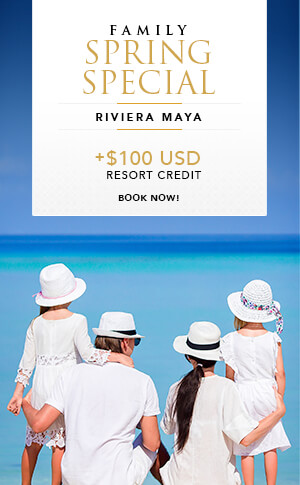 FAMILY
SPRING
SPECIAL
RIVIERA MAYA
+$100 USD
RESORT CREDIT
BOOK NOW!